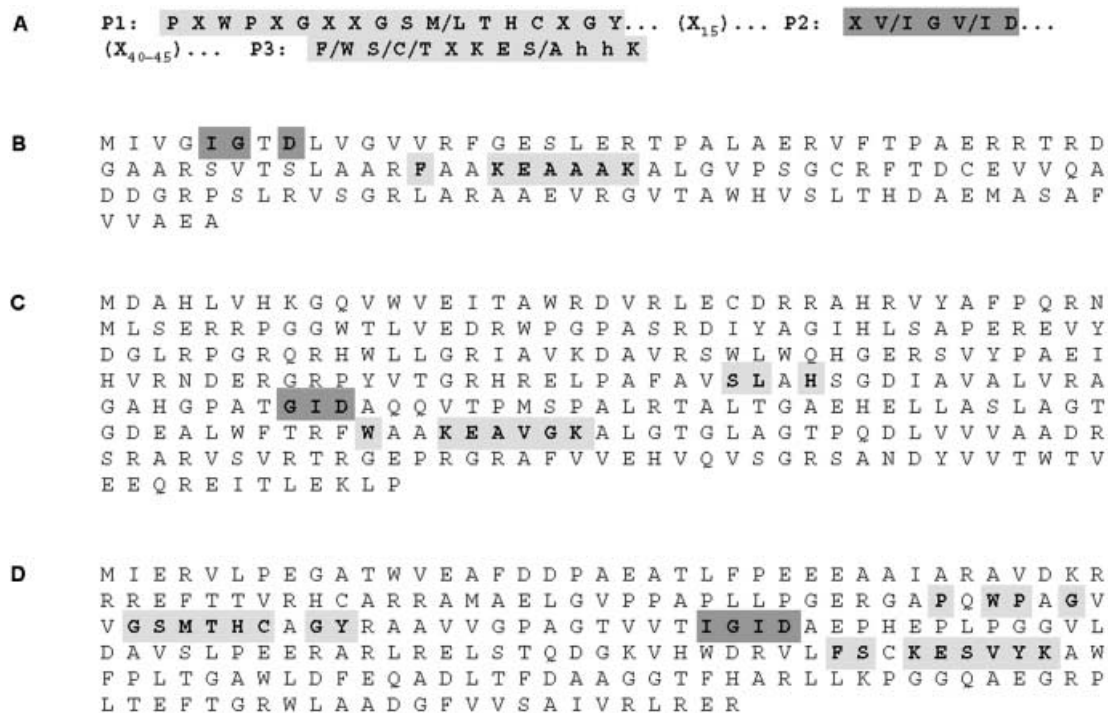 A P1: P X W P X G X X G S M/L T H C X G Y... (X15)... P2: X V/I G V/I D...
(X40-45)... P3: F/W S/C/T X K E S/A h h K
B M I V G I G T D L V G V V R F G E S L E R T P A L A E R V F T P A E R R T R D
G A A R S V T S L A A R F A A K E A A A K A L G V P S G C R F T D C E V V Q A
D D G R P S L R V S G R L A R A A E V R G V T A W H V S L T H D A E M A S A F
V V A E A
C M D A H L V H K G Q V W V E I T A W R D V R L E C D R R A H R V Y A F P Q R N
M L S E R R P G G W T L V E D R W P G P A S R D I Y A G I H L S A P E R E V Y
D G L R P G R Q R H W L L G R I A V K D A V R S W L W Q H G E R S V Y P A E I
H V R N D E R G R P Y V T G R H R E L P A F A V S L A H S G D I A V A L V R A
G A H G P A T G I D A Q Q V T P M S P A L R T A L T G A E H E L L A S L A G T
G D E A L W F T R F W A A K E A V G K A L G T G L A G T P Q D L V V V A A D R
S R A R V S V R T R G E P R G R A F V V E H V Q V S G R S A N D Y V V T W T V
E E Q R E I T L E K L P
D M I E R V L P E G A T W V E A F D D P A E A T L F P E E E A A I A R A V D K R
R R E F T T V R H C A R R A M A E L G V P P A P L L P G E R G A P Q W P A G V
V G S M T H C A G Y R A A V V G P A G T V V T I G I D A E P H E P L P G G V L
D A V S L P E E R A R L R E L S T Q D G K V H W D R V L F S C K E S V Y K A W
F P L T G A W L D F E Q A D L T F D A A G G T F H A R L L K P G G Q A E G R P
L T E F T G R W L A A D G F V V S A I V R L R E R